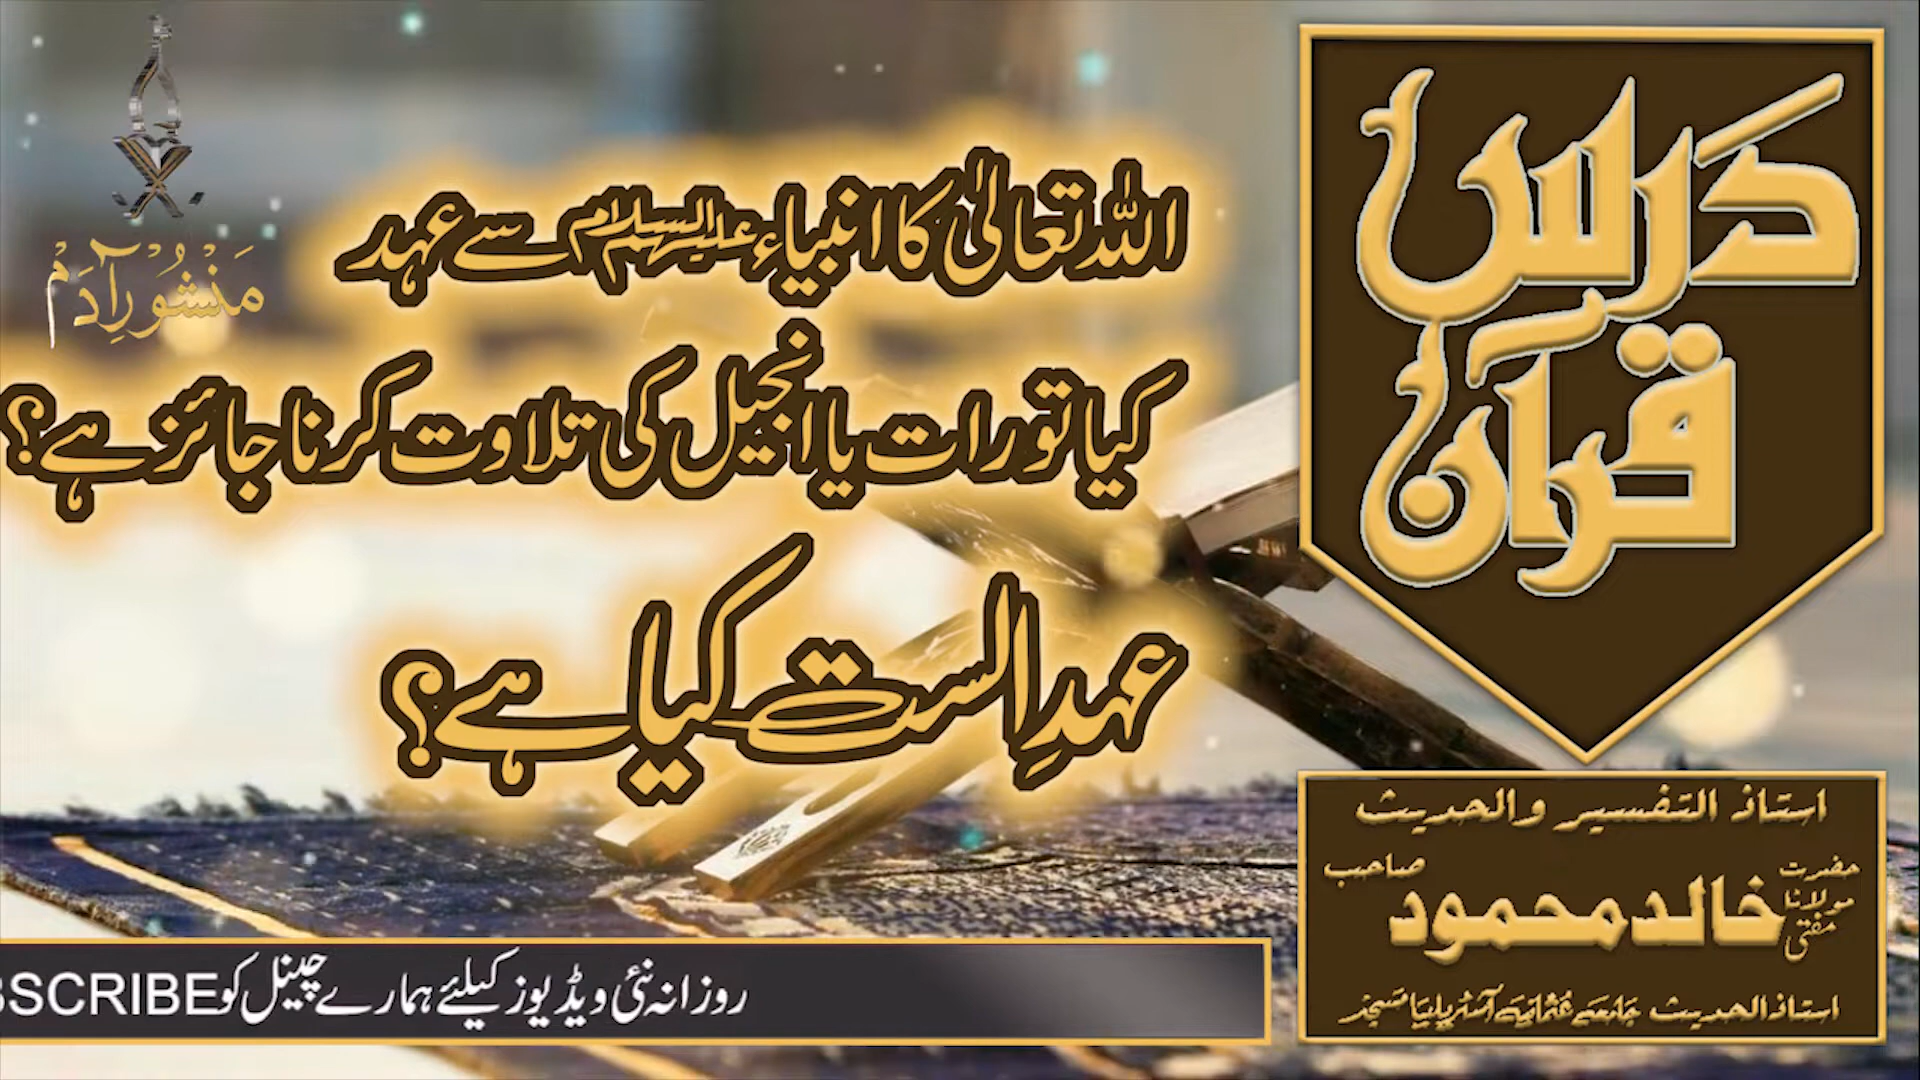 درس
قرآن
اللہ تعالیٰ کا انبیاء علیہم السلام سے عہد
کیا تورات یا انجیل کی تلاوت کرنا جائز ہے؟
عہدِ الست کیا ہے؟
مَنْشُوْرِ آدَمْ
استاذ التفسیر والحدیث
حضرت مولانا مفتی خالد محمود صاحب
استاذ الحدیث جامعہ عثمانیہ آسٹریلیا مسجد
روزانہ نئی ویڈیوز کیلئے ہمارے چینل کو BSCRIBE